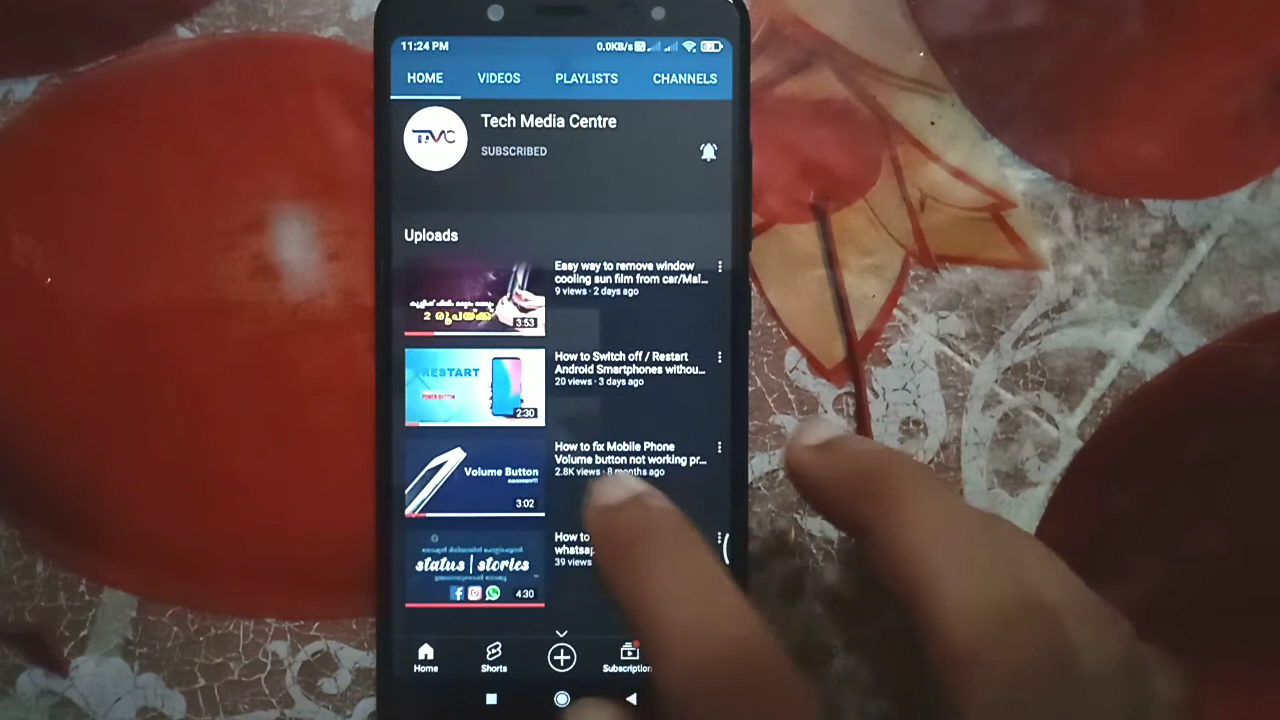 11:24 PM
0.0KB/s
HOME
VIDEOS
PLAYLISTS
CHANNELS
TMC
Tech Media Centre
SUBSCRIBED
Uploads
2 രൂപയ്ക്ക്
3:53
Easy way to remove window
cooling sun film from car/Mal...
9 views · 2 days ago
RESTART
POWER BUTTON
2:30
How to Switch off / Restart
Android Smartphones withou...
20 views · 3 days ago
Volume Button
3:02
How to fix Mobile Phone
Volume button not working pr...
2.8K views · 8 months ago
status | stories
4:30
How to
39 views
Home
Shorts
Subscription